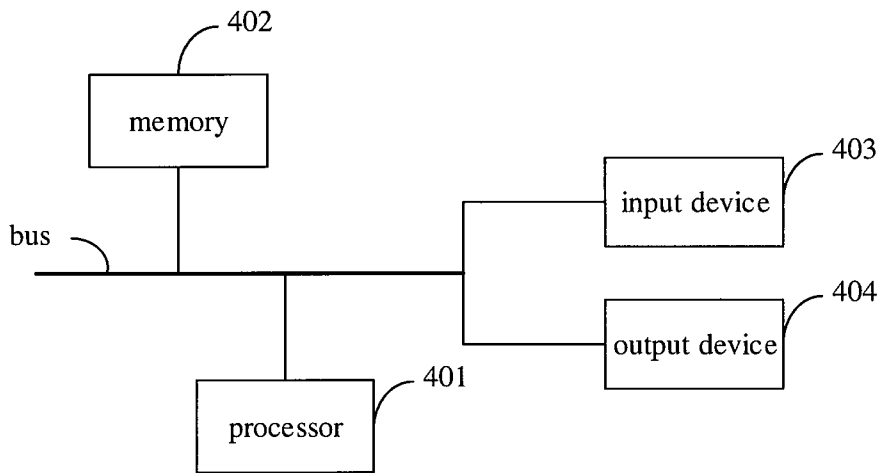 402
memory
403
input device
bus
404
output device
401
processor